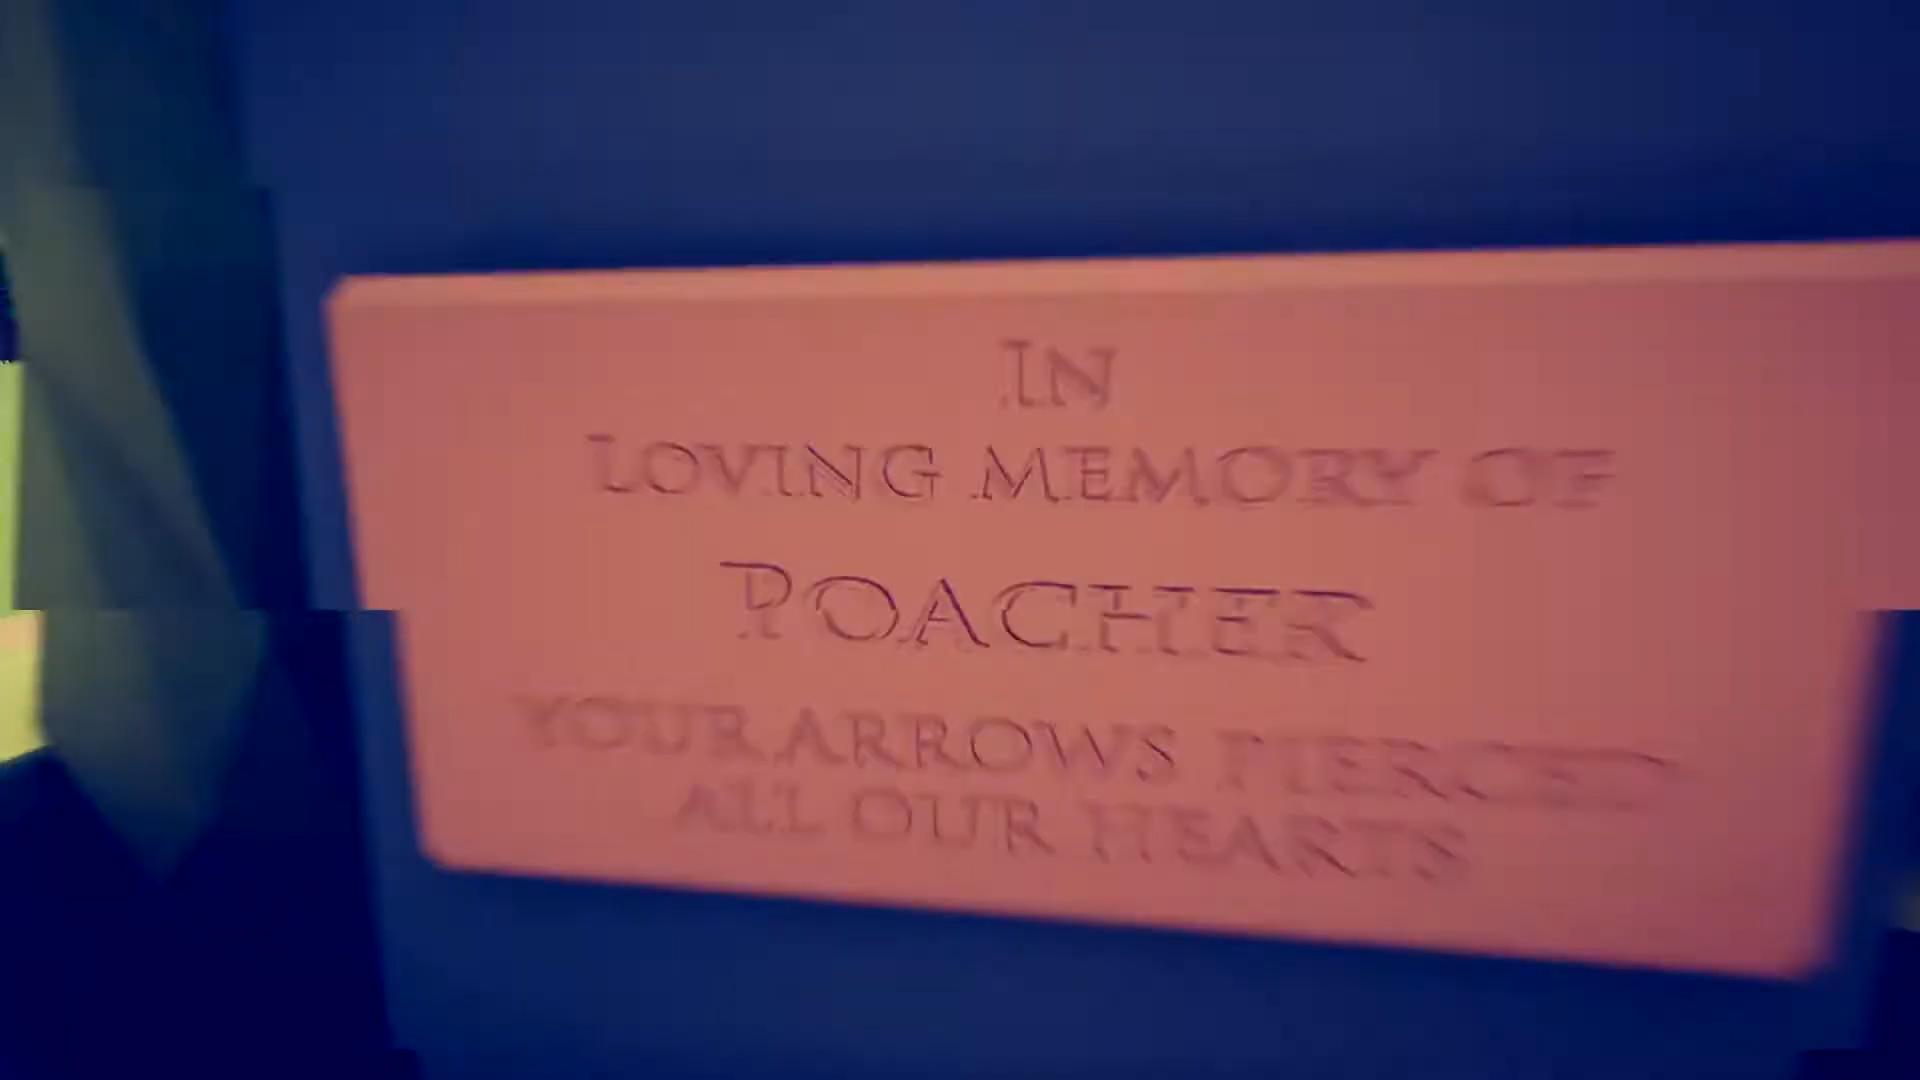 IN
LOVING MEMORY OF
POACHER
YOUR ARROWS PIERCED
ALL OUR HEARTS